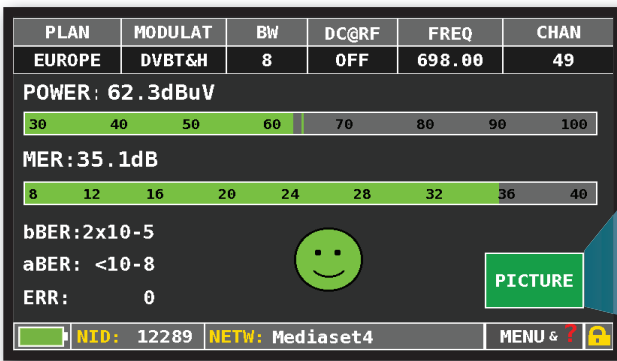 PLAN MODULAT BW DC@RF FREQ CHAN
EUROPE DVBT&H 8 OFF 698.00 49
POWER: 62.3dBuV
30 40 50 60 70 80 90 100
MER:35.1dB
8 12 16 20 24 28 32 36 40
bBER:2x10-5
aBER: <10-8
PICTURE
ERR: 0
NID: 12289 NETW: Mediaset4 MENU & ?